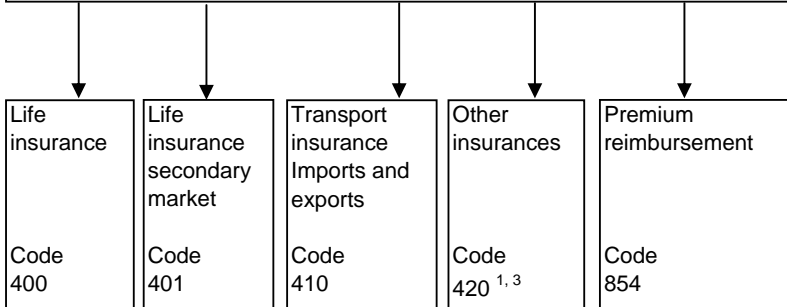 Life
insurance
Code
400
Life
insurance
secondary
market
Code
401
Transport
insurance
Imports and
exports
Code
410
Other
insurances
Code
420 1, 3
Premium
reimbursement
Code
854